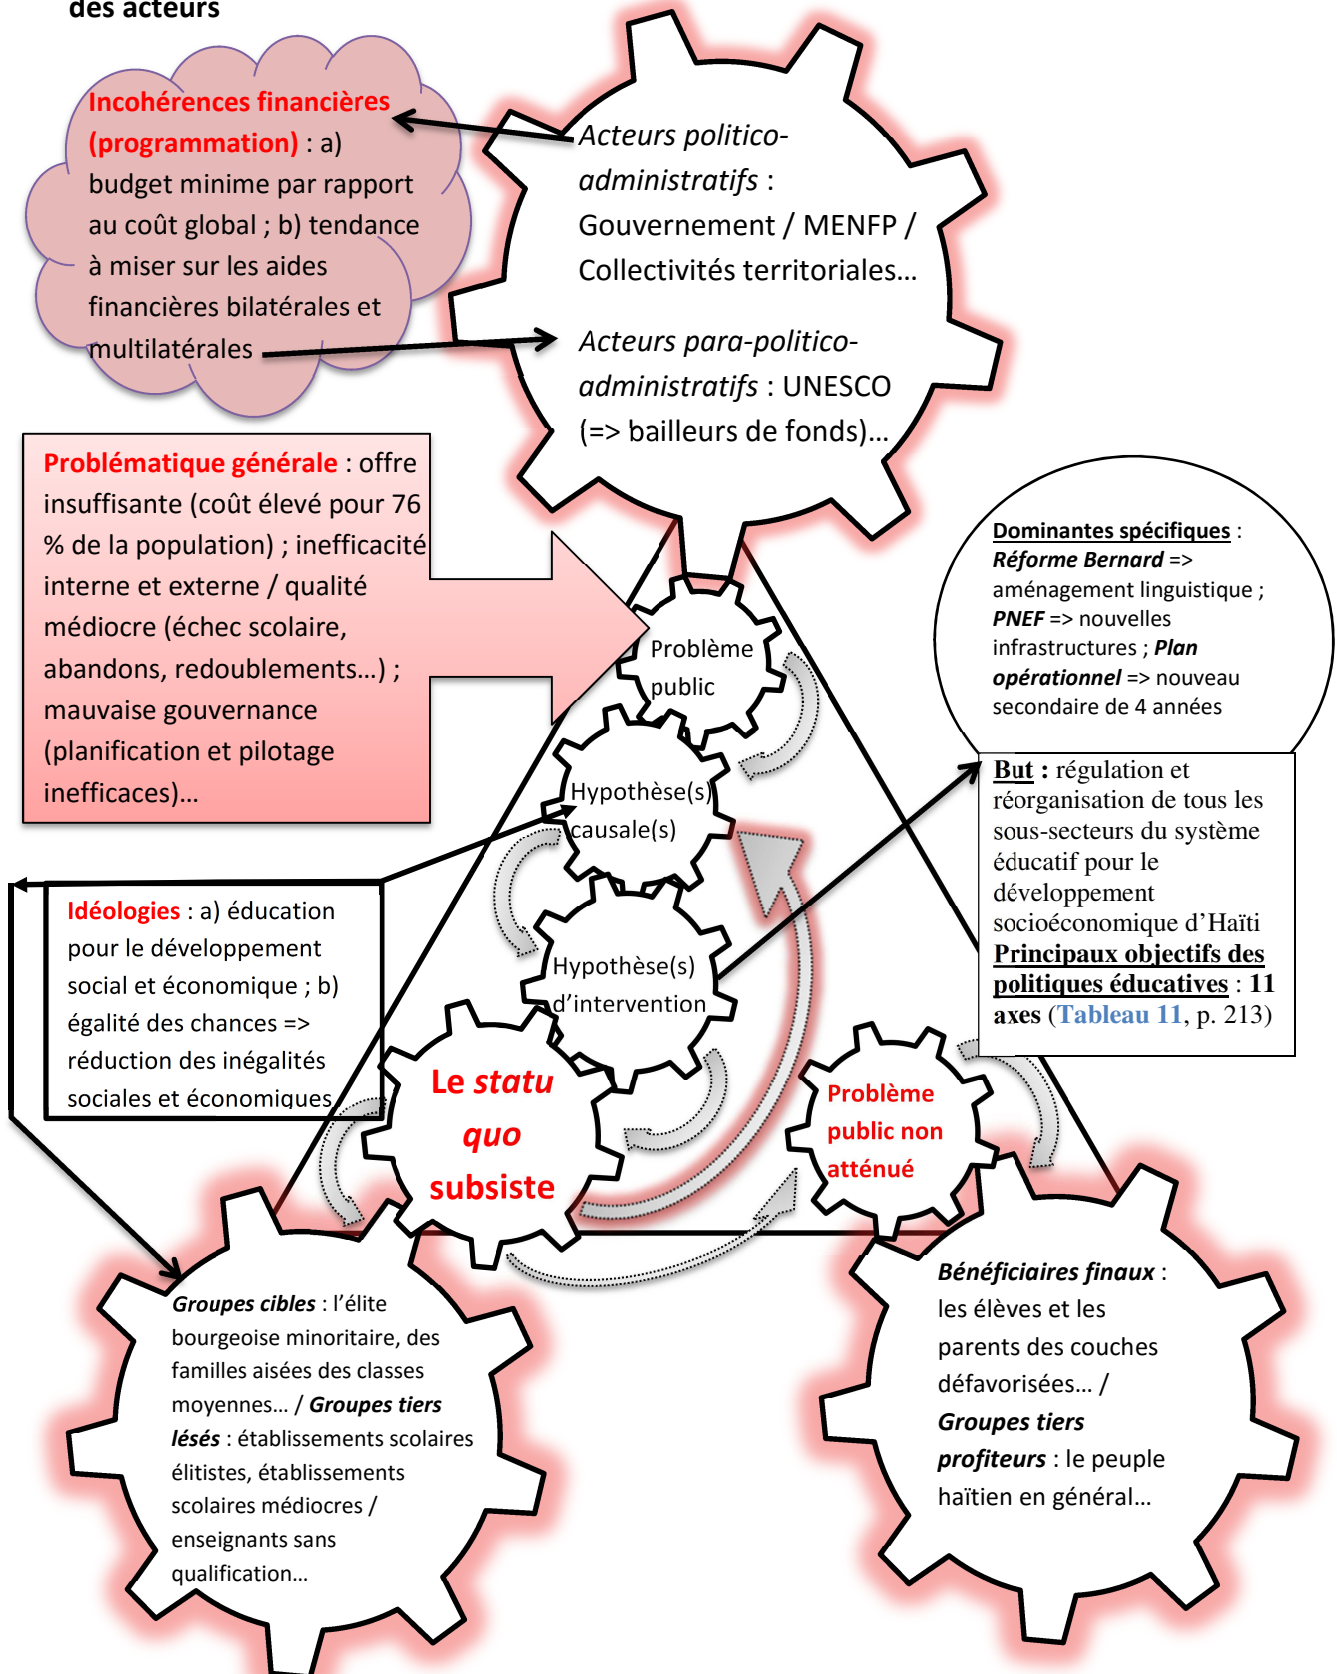 des acteurs
Incohérences financières
(programmation) : a)
budget minime par rapport
au coût global ; b) tendance
à miser sur les aides
financières bilatérales et
multilatérales
Acteurs politico-
administratifs :
Gouvernement / MENFP /
Collectivités territoriales…
Acteurs para-politico-
administratifs : UNESCO
(=> bailleurs de fonds)…
Problématique générale : offre
insuffisante (coût élevé pour 76
% de la population) ; inefficacité
interne et externe / qualité
médiocre (échec scolaire,
abandons, redoublements…) ;
mauvaise gouvernance
(planification et pilotage
inefficaces)…
Dominantes spécifiques :
Réforme Bernard =>
aménagement linguistique ;
PNEF => nouvelles
infrastructures ; Plan
opérationnel => nouveau
secondaire de 4 années
Problème
public
Hypothèse(s)
causale(s)
But : régulation et
réorganisation de tous les
sous-secteurs du système
éducatif pour le
développement
socioéconomique d’Haïti
Principaux objectifs des
politiques éducatives : 11
axes (Tableau 11, p. 213)
Idéologies : a) éducation
pour le développement
social et économique ; b)
égalité des chances =>
réduction des inégalités
sociales et économiques
Hypothèse(s)
d’intervention
Le statu
quo
subsiste
Problème
public non
atténué
Groupes cibles : l’élite
bourgeoise minoritaire, des
familles aisées des classes
moyennes… / Groupes tiers
lésés : établissements scolaires
élitistes, établissements
scolaires médiocres /
enseignants sans
qualification…
Bénéficiaires finaux :
les élèves et les
parents des couches
défavorisées… /
Groupes tiers
profiteurs : le peuple
haïtien en général…